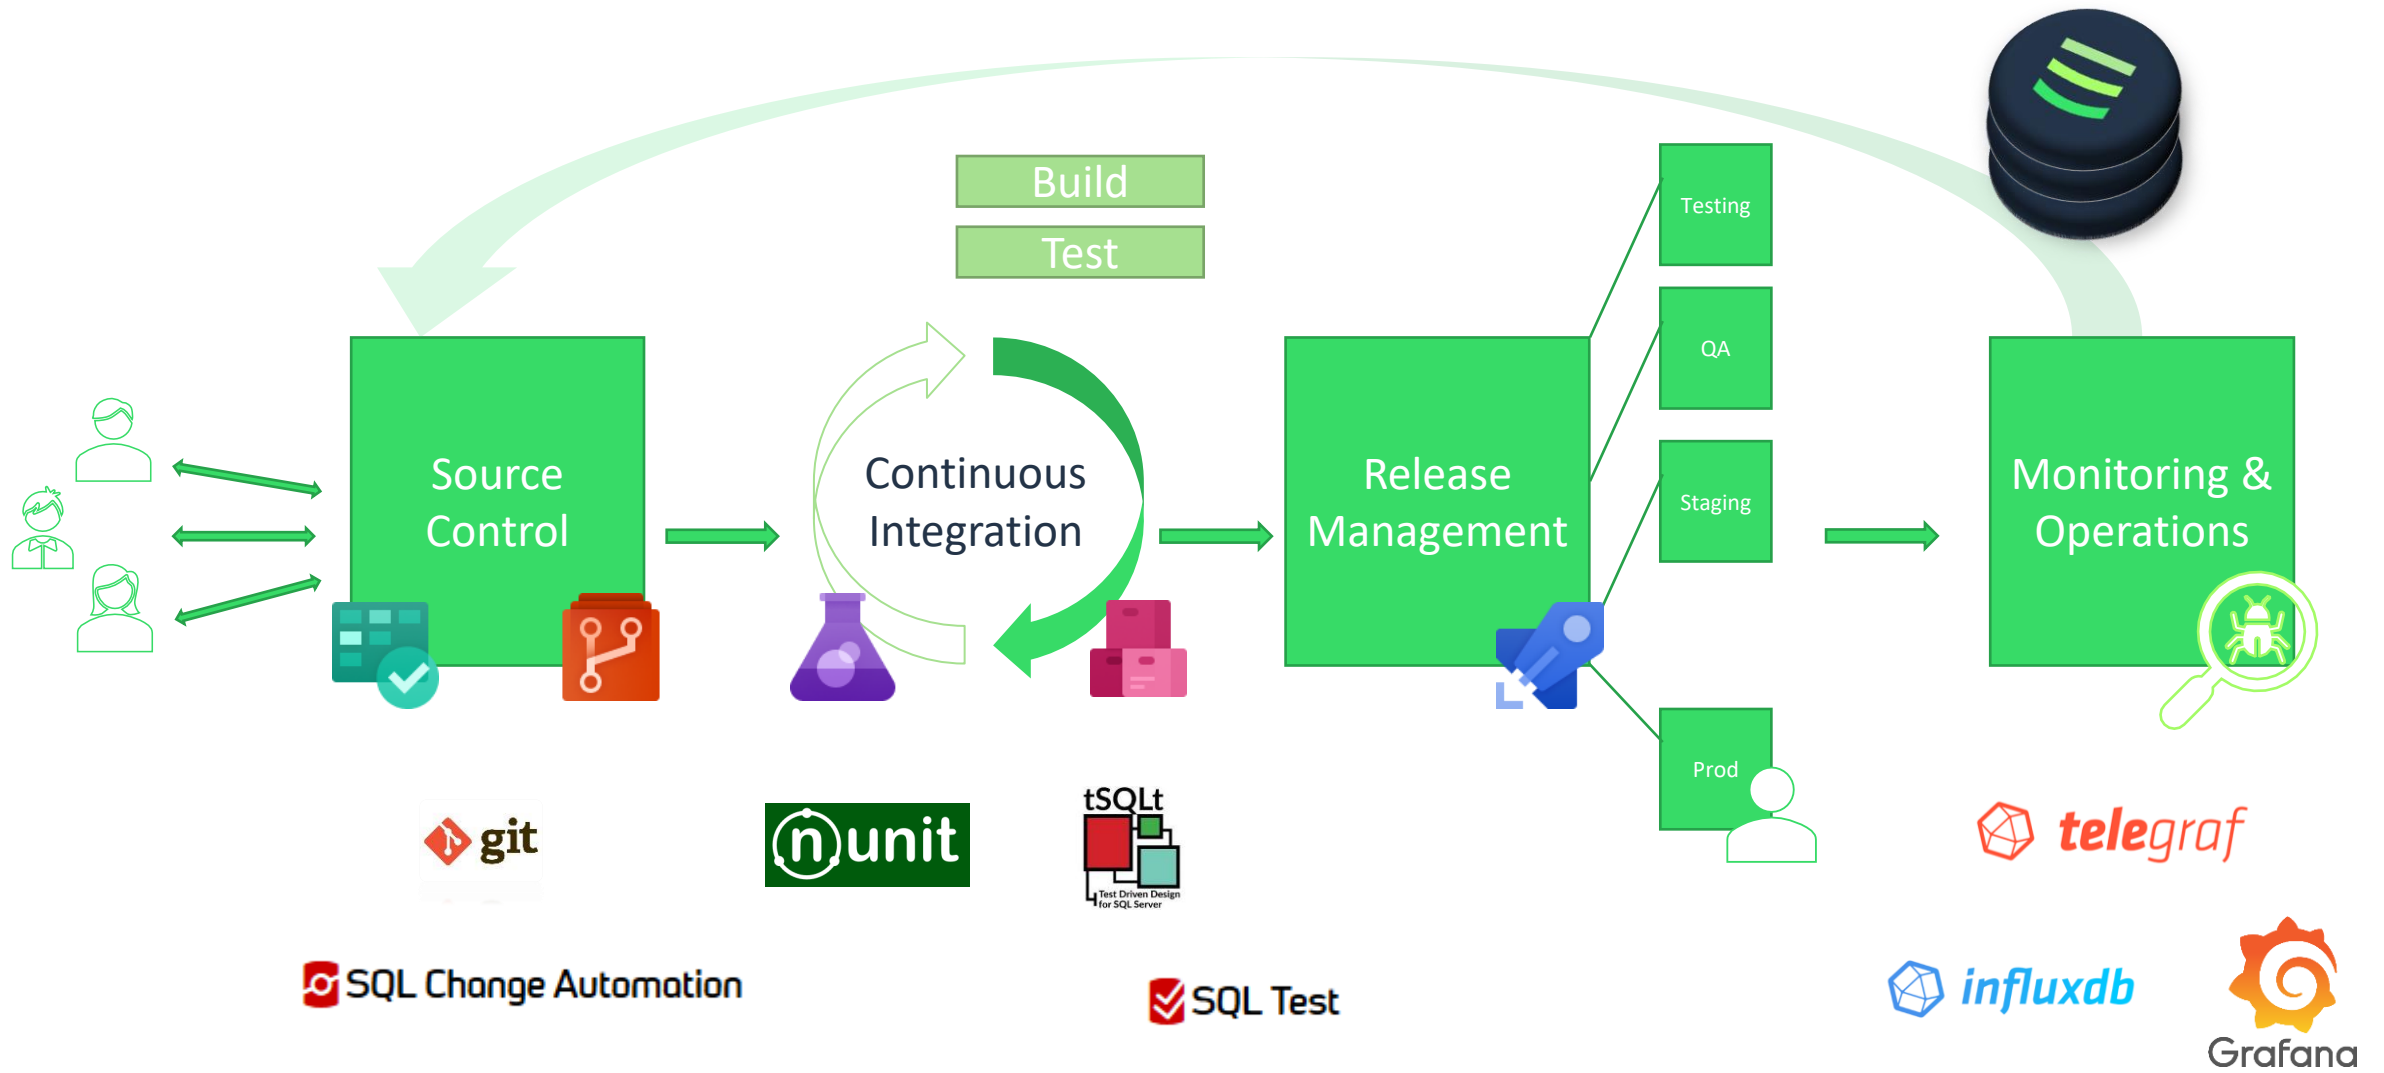 Build
Test
Testing
QA
Staging
Prod
Source
Control
Continuous
Integration
Release
Management
Monitoring &
Operations
git
nunit
tSQLt
Test Driven Design
for SQL Server
telegraf
SQL Change Automation
SQL Test
influxdb
Grafana